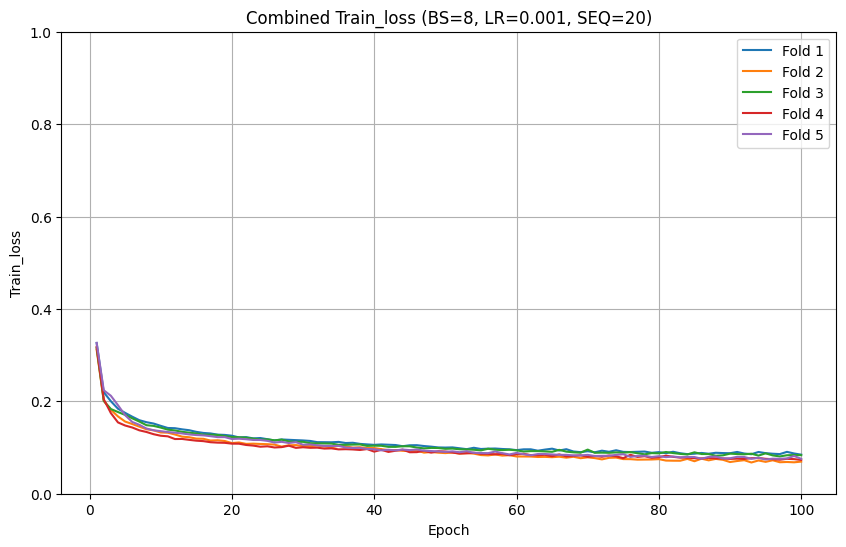 Combined Train_loss (BS=8, LR=0.001, SEQ=20)
Fold 1
Fold 2
Fold 3
Fold 4
Fold 5
Train_loss
1.0
0.8
0.6
0.4
0.2
0.0
0
20
40
60
80
100
Epoch